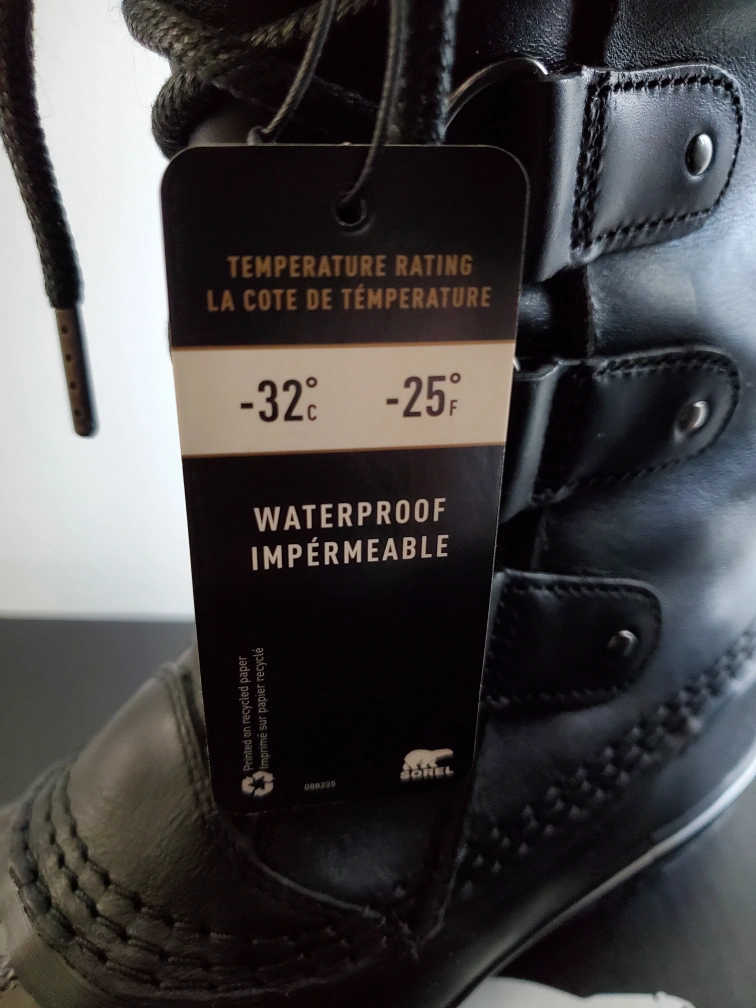 TEMPERATURE RATING
LA COTE DE TÉMPERATURE
-32°C -25°F
WATERPROOF
IMPÉRMEABLE
Printed on recycled paper
Imprimé sur papier recyclé
SOREL